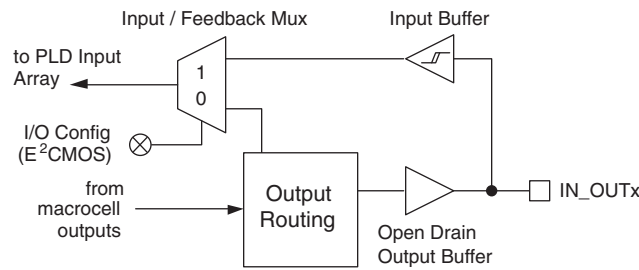 Input / Feedback Mux
Input Buffer
to PLD Input
Array
1
0
I/O Config
(E²CMOS)
from
macrocell
outputs
Output
Routing
IN_OUTx
Open Drain
Output Buffer